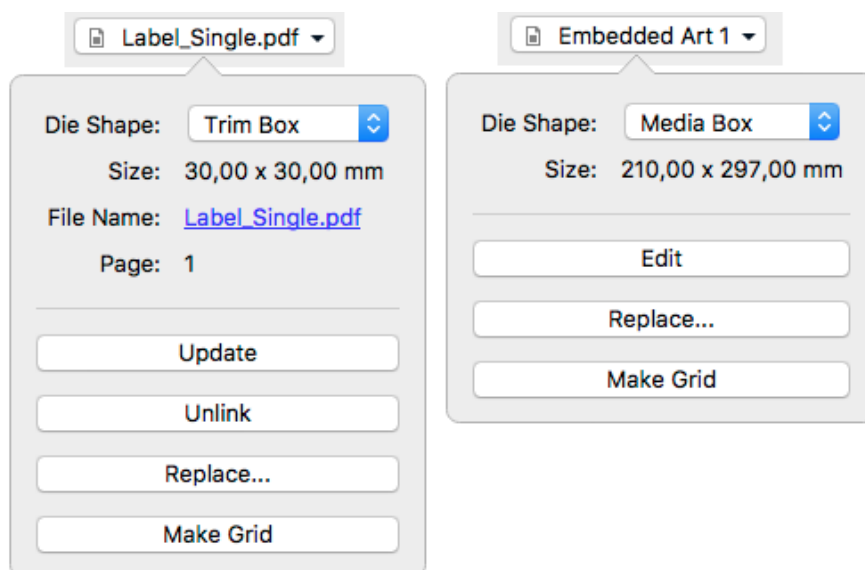 Label_Single.pdf
Die Shape: Trim Box
Size: 30,00 x 30,00 mm
File Name: Label_Single.pdf
Page: 1
Update
Unlink
Replace...
Make Grid
Embedded Art 1
Die Shape: Media Box
Size: 210,00 x 297,00 mm
Edit
Replace...
Make Grid